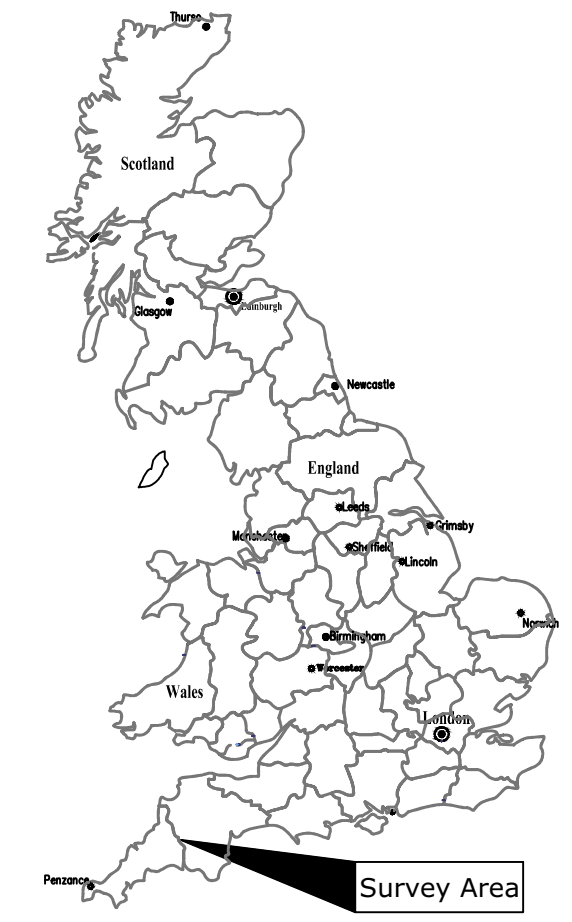 Thurso
Scotland
Edinburgh
Glasgow
Newcastle
England
Leeds
Grimsby
Manchester
Sheffield
Lincoln
Norwich
Birmingham
Worcester
Wales
London
Penzance
Survey Area